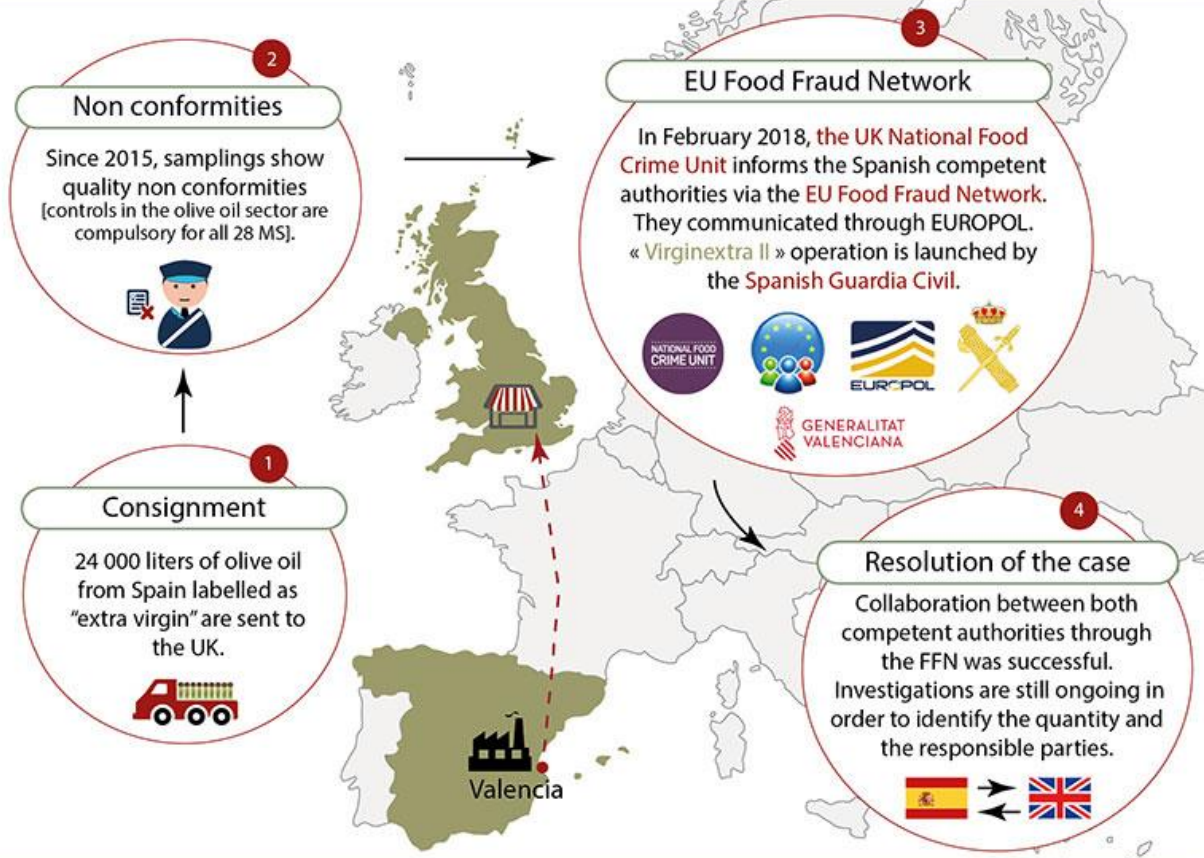 1
Consignment
24 000 liters of olive oil
from Spain labelled as
“extra virgin” are sent to
the UK.
2
Non conformities
Since 2015, samplings show
quality non conformities
[controls in the olive oil sector are
compulsory for all 28 MS].
3
EU Food Fraud Network
In February 2018, the UK National Food
Crime Unit informs the Spanish competent
authorities via the EU Food Fraud Network.
They communicated through EUROPOL.
« Virginextra II » operation is launched by
the Spanish Guardia Civil.
NATIONAL FOOD
CRIME UNIT
EUROPOL
GENERALITAT
VALENCIANA
4
Resolution of the case
Collaboration between both
competent authorities through
the FFN was successful.
Investigations are still ongoing in
order to identify the quantity and
the responsible parties.
Valencia